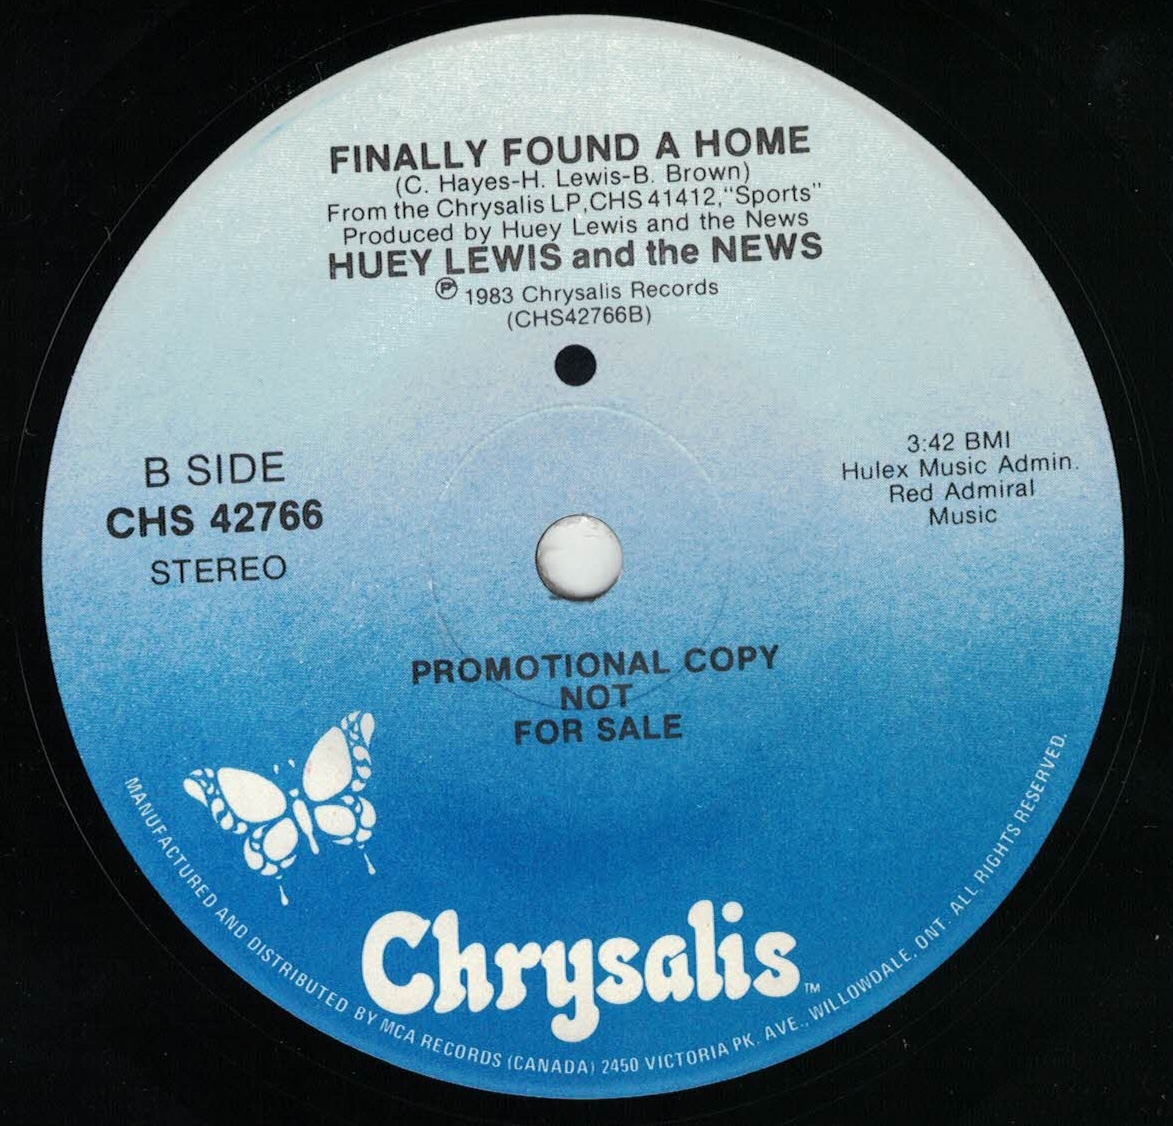 FINALLY FOUND A HOME
(C. Hayes-H. Lewis-B. Brown)
From the Chrysalis LP, CHS 41412, "Sports"
Produced by Huey Lewis and the News
HUEY LEWIS and the NEWS
Ⓟ 1983 Chrysalis Records
(CHS42766B)
B SIDE
CHS 42766
STEREO
3:42 BMI
Hulex Music Admin.
Red Admiral
Music
PROMOTIONAL COPY
NOT
FOR SALE
Chrysalis™
MANUFACTURED AND DISTRIBUTED BY MCA RECORDS (CANADA) 2450 VICTORIA PK. AVE., WILLOWDALE, ONT. ALL RIGHTS RESERVED.